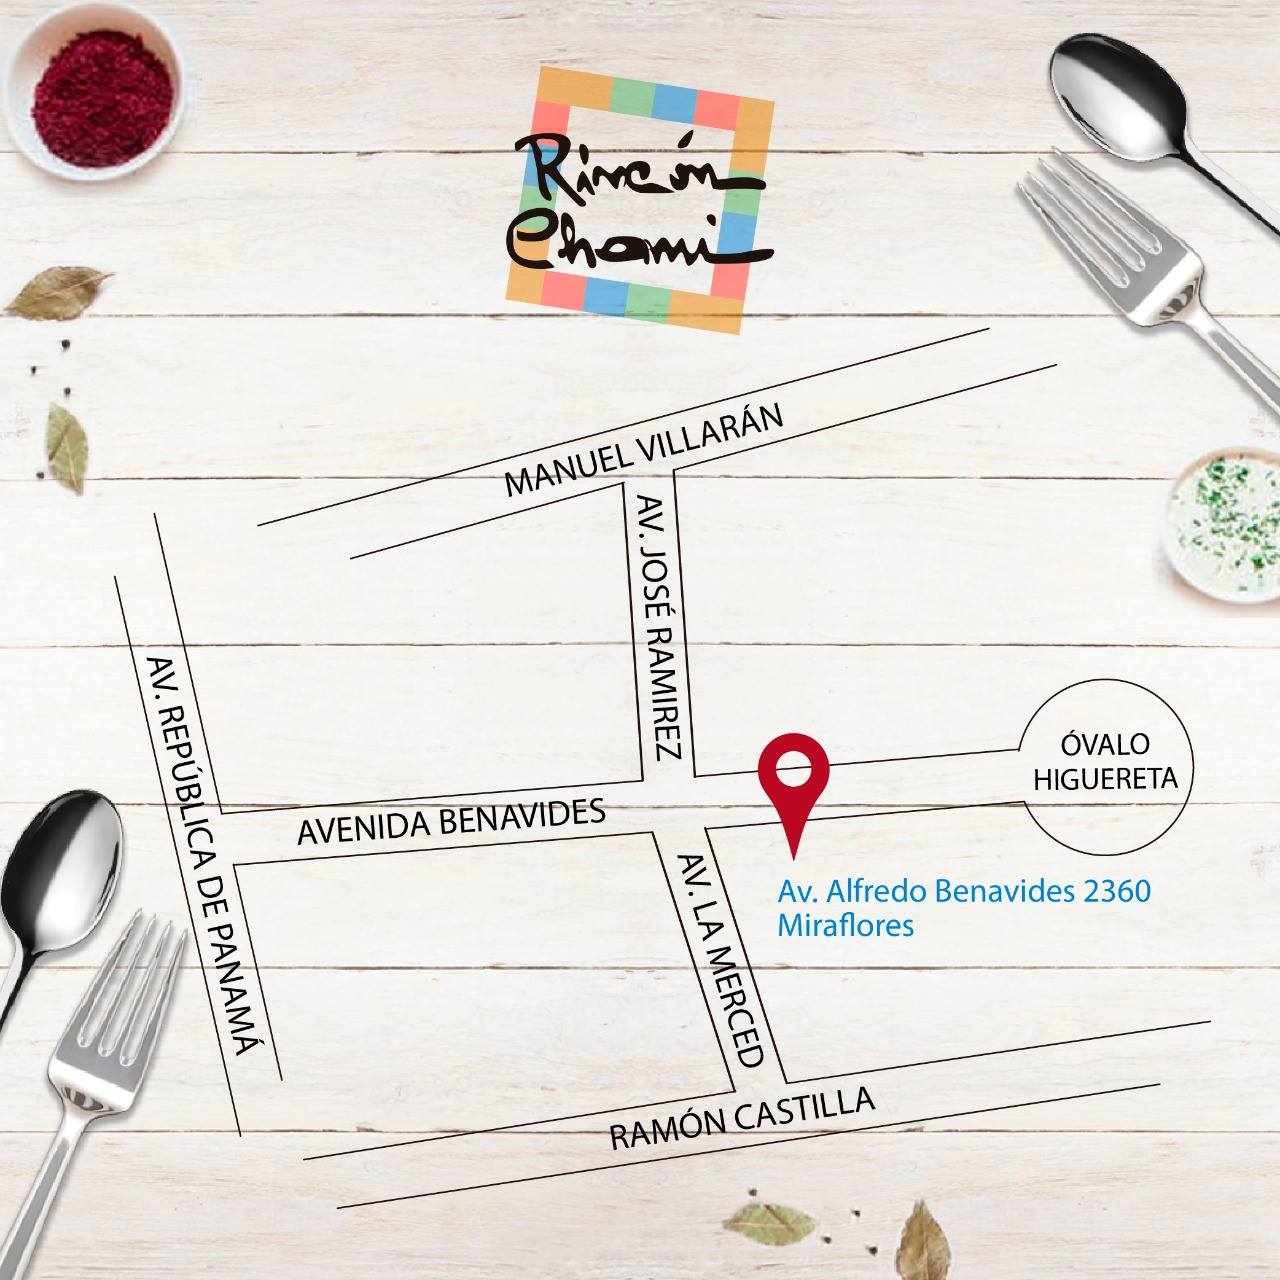 Rincón
Chami
MANUEL VILLARÁN
AV. JOSÉ RAMIREZ
AV. REPÚBLICA DE PANAMÁ
ÓVALO
HIGUERETA
AVENIDA BENAVIDES
AV. LA MERCED
Av. Alfredo Benavides 2360
Miraflores
RAMÓN CASTILLA